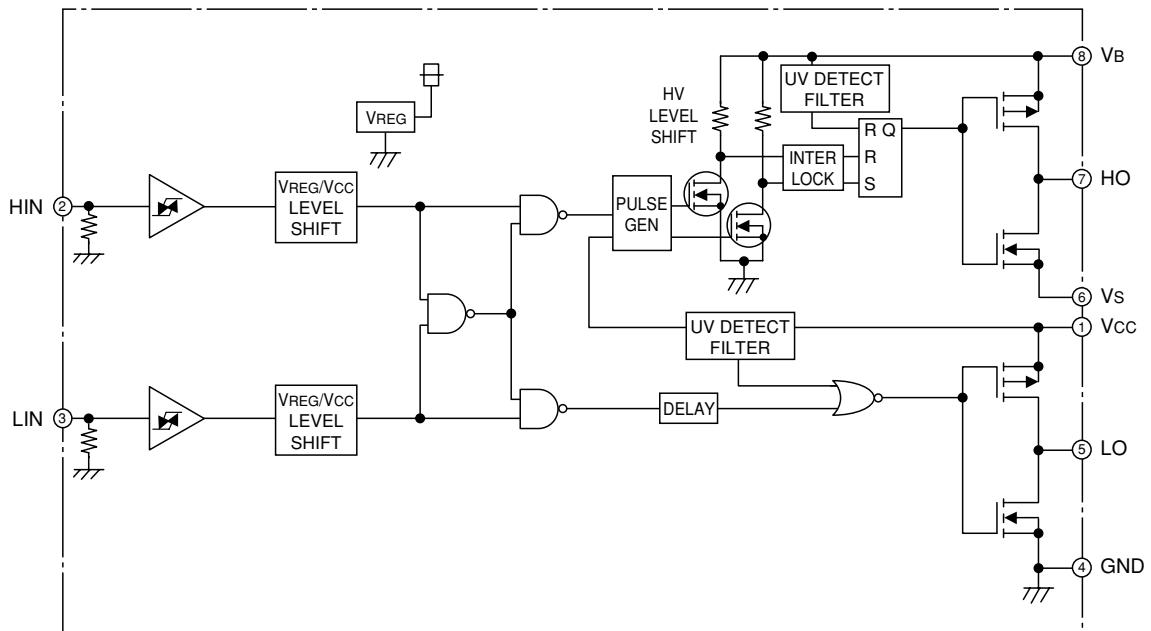 8
VB
UV DETECT
FILTER
HV
LEVEL
SHIFT
VREG
R Q
R
S
INTER
LOCK
7
HO
HIN
2
VREG/VCC
LEVEL
SHIFT
PULSE
GEN
6
VS
1
VCC
UV DETECT
FILTER
LIN
3
VREG/VCC
LEVEL
SHIFT
DELAY
5
LO
4
GND